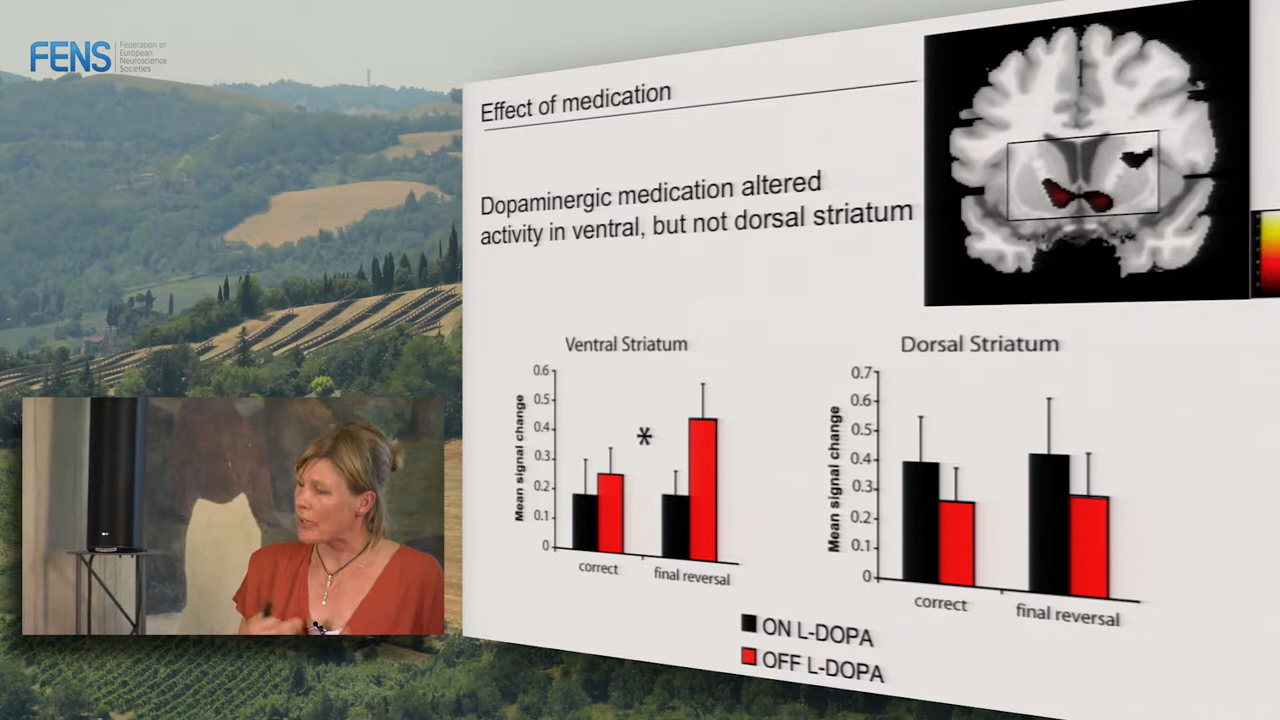 FENS
Federation of
European
Neuroscience
Societies
Effect of medication
Dopaminergic medication altered
activity in ventral, but not dorsal striatum
Ventral Striatum
Mean signal change
0.6
0.5
0.4
0.3
0.2
0.1
0
*
correct
final reversal
Dorsal Striatum
Mean signal change
0.7
0.6
0.5
0.4
0.3
0.2
0.1
0
correct
final reversal
ON L-DOPA
OFF L-DOPA